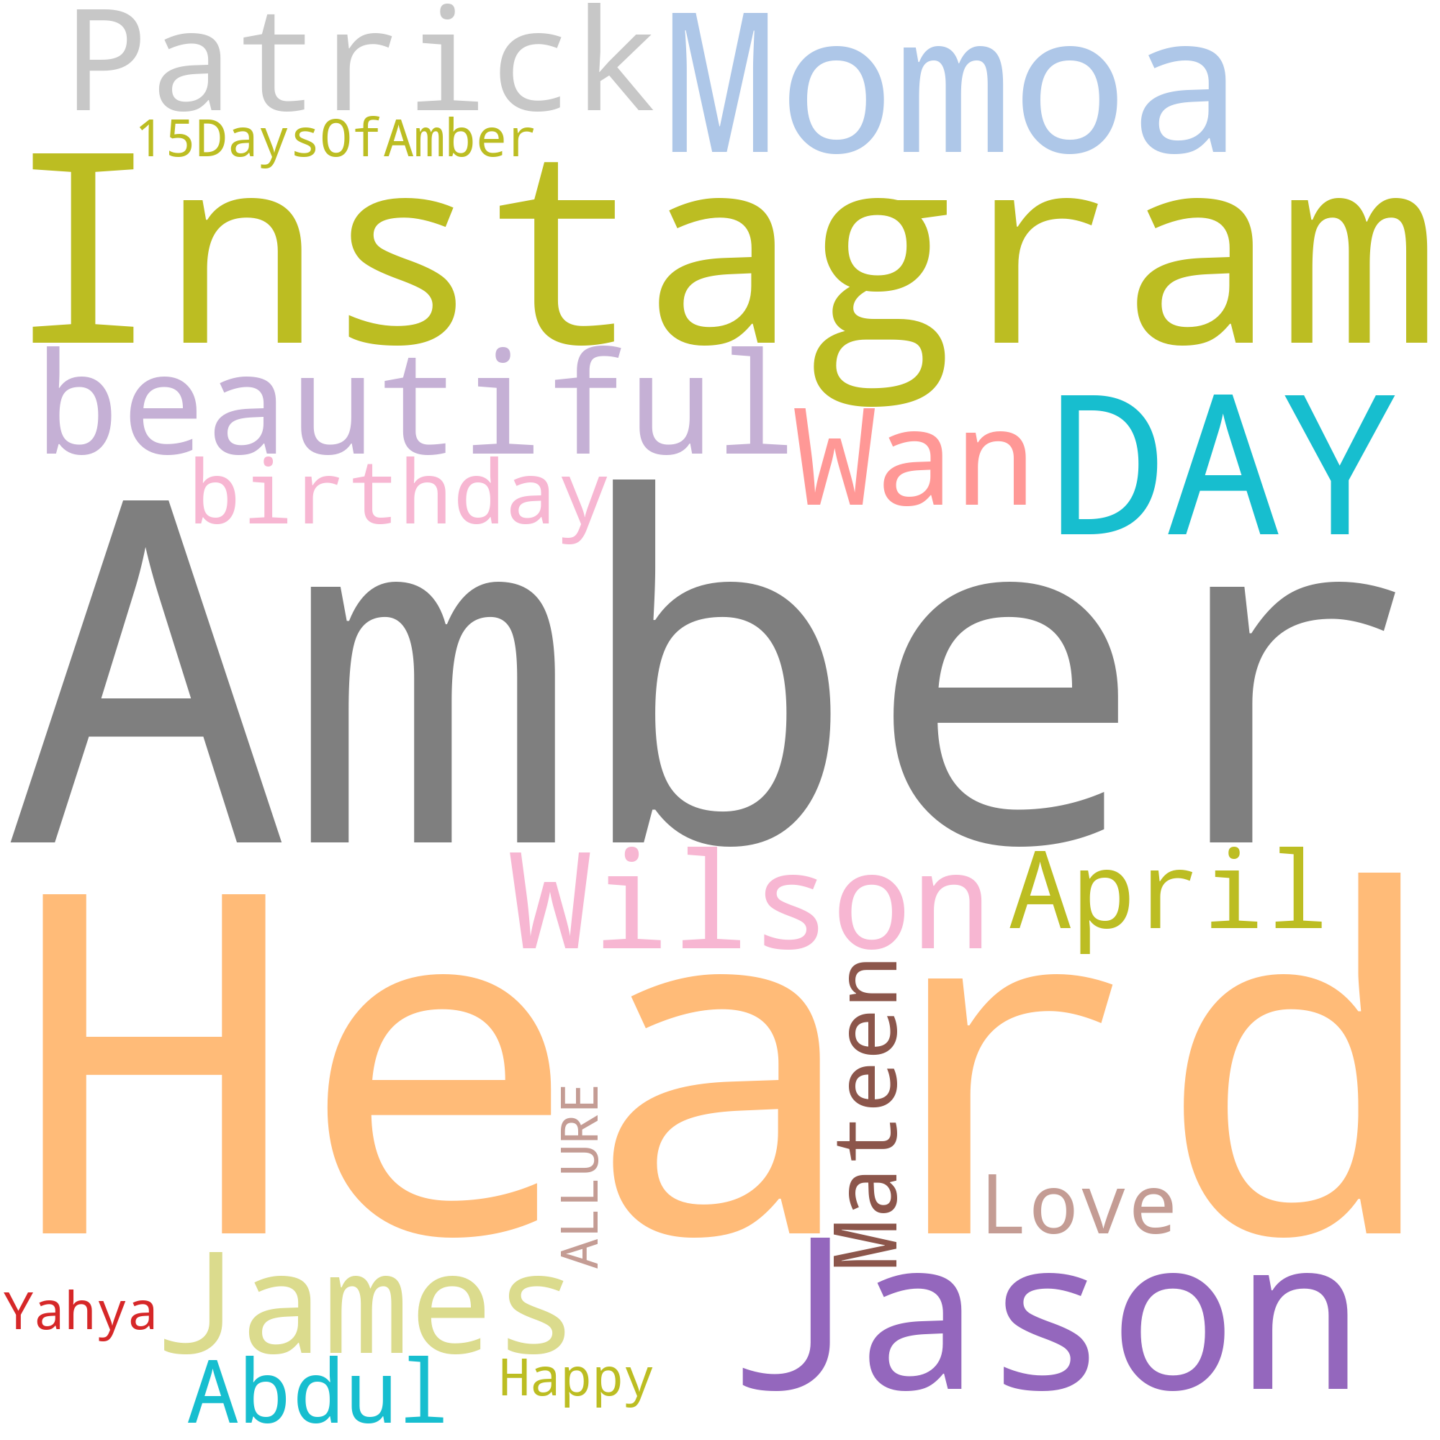 Patrick Momoa
15DaysOfAmber
Instagram
beautiful Wan DAY
birthday
Amber
Wilson April
Heard
Mateen
ALLURE
Love
Yahya James Jason
Abdul Happy